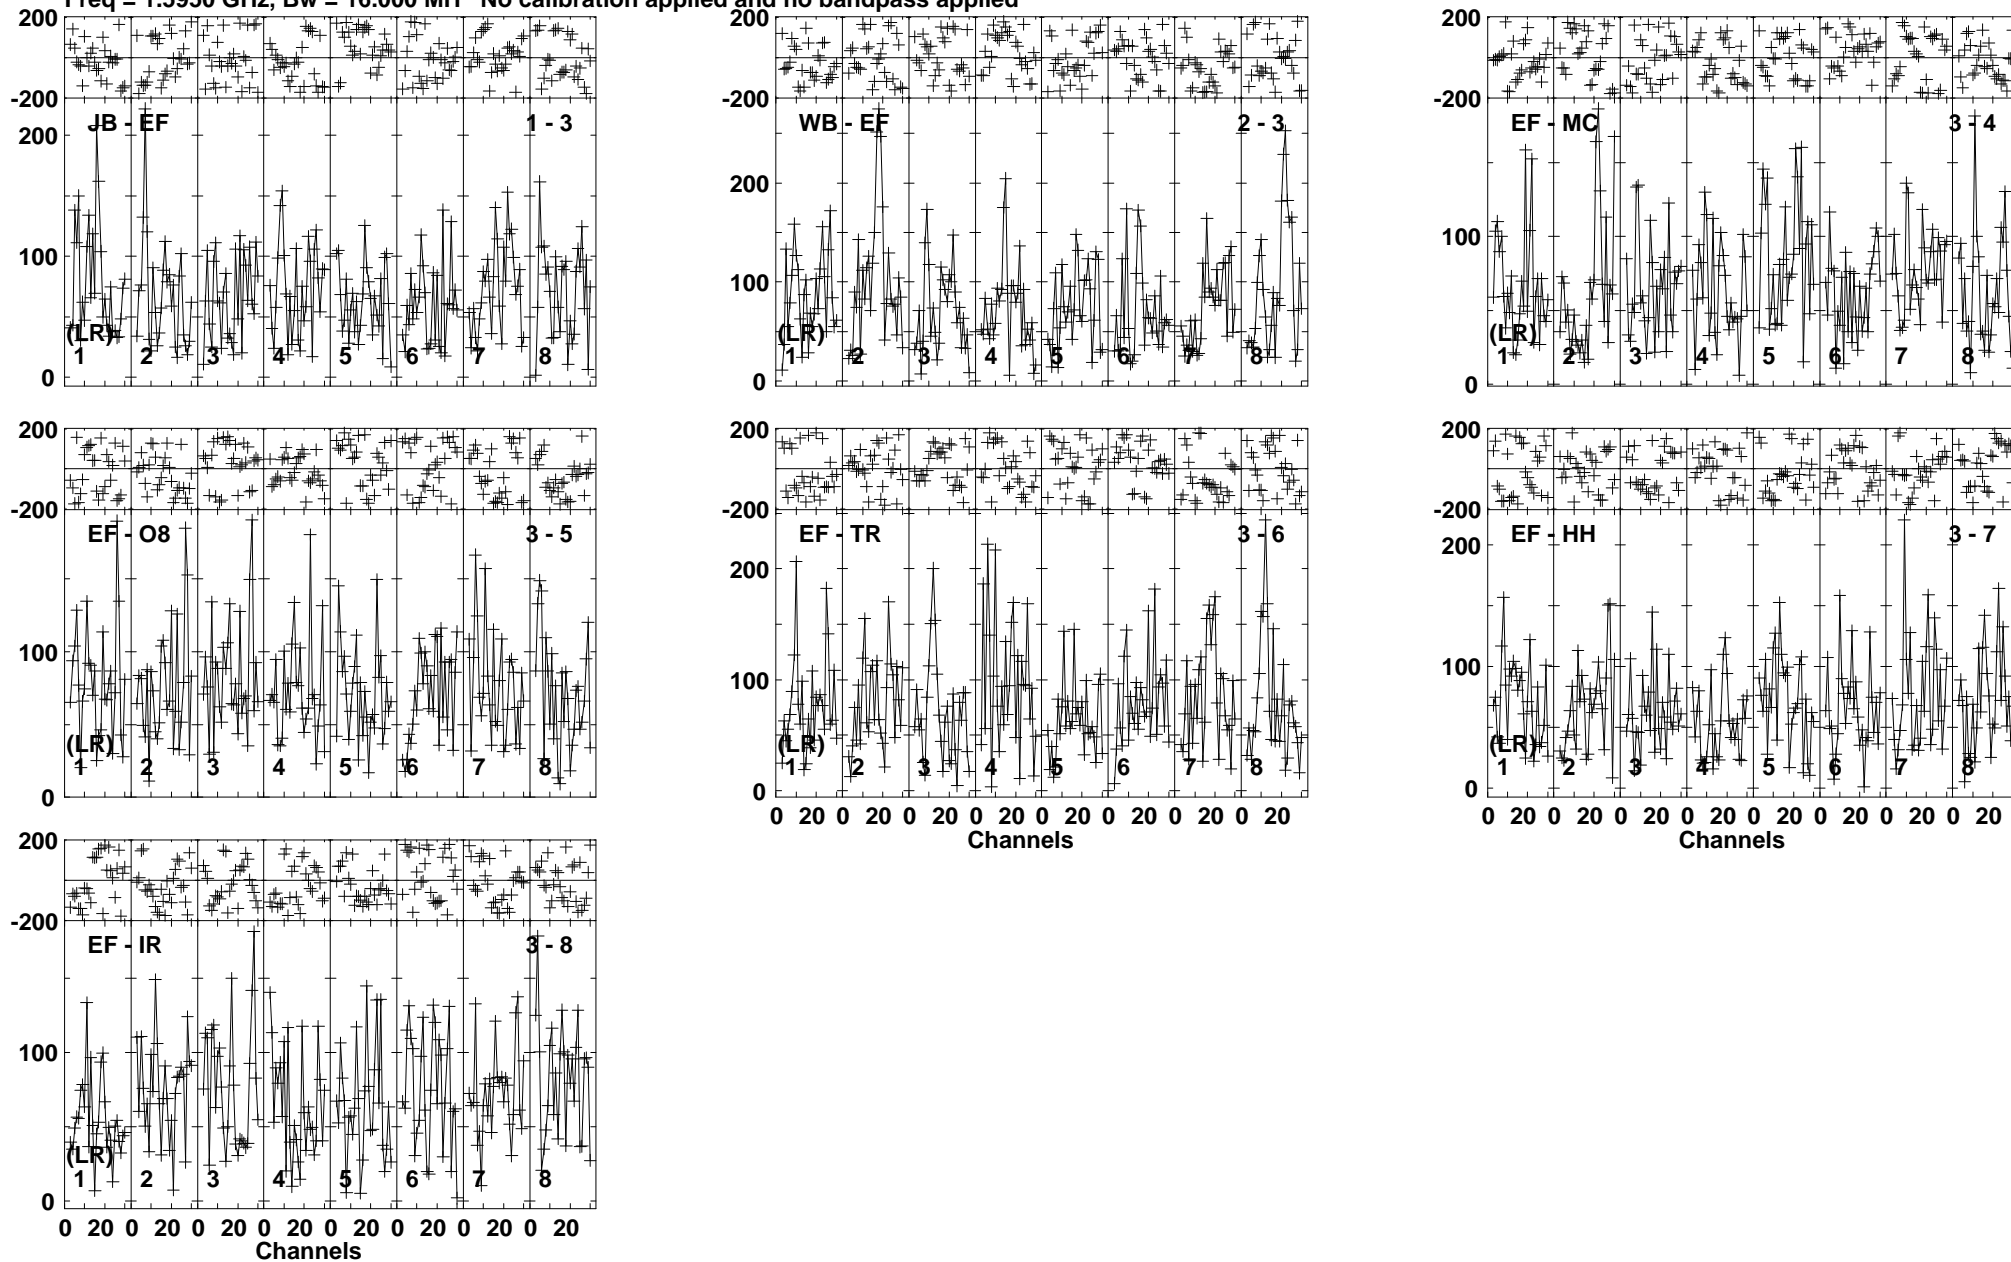 Freq = 1.5950 GHz, Bw = 16.000 MH No calibration applied and no bandpass applied
200 200 200
-200 -200 -200
JB - EF 1 - 3 WB - EF 2 - 3 EF - MC 3 - 4
200 200
100 100 100
(LR) (LR) (LR)
1 2 3 4 5 6 7 8 1 2 3 4 5 6 7 8 1 2 3 4 5 6 7 8
0 0 0
200 200 200
-200 -200 -200
EF - O8 3 - 5 EF - TR 3 - 6 EF - HH 3 - 7
200 200
100 100 100
(LR) (LR) (LR)
1 2 3 4 5 6 7 8 1 2 3 4 5 6 7 8 1 2 3 4 5 6 7 8
0 0 0
0 20 0 20 0 20 0 20 0 20 0 20 0 20 0 20 0 20 0 20 0 20 0 20 0 20 0 20 0 20 0 20
Channels Channels
200
-200
EF - IR 3 - 8
100
(LR)
1 2 3 4 5 6 7 8
0
0 20 0 20 0 20 0 20 0 20 0 20 0 20 0 20
Channels